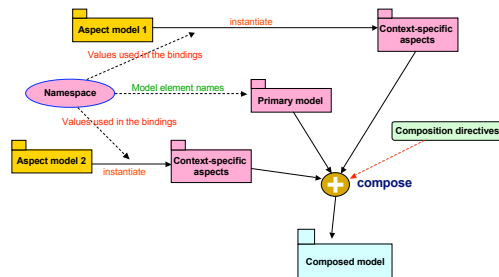 instantiate
Aspect model 1
Context-specific
aspects
Values used in the bindings
Namespace
Model element names
Primary model
Values used in the bindings
Composition directives
Aspect model 2
instantiate
Context-specific
aspects
compose
Composed model